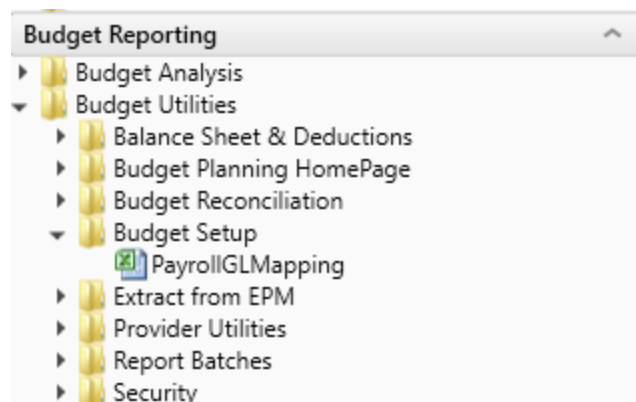 Budget Reporting
Budget Analysis
Budget Utilities
Balance Sheet & Deductions
Budget Planning HomePage
Budget Reconciliation
Budget Setup
PayrollGLMapping
Extract from EPM
Provider Utilities
Report Batches
Security